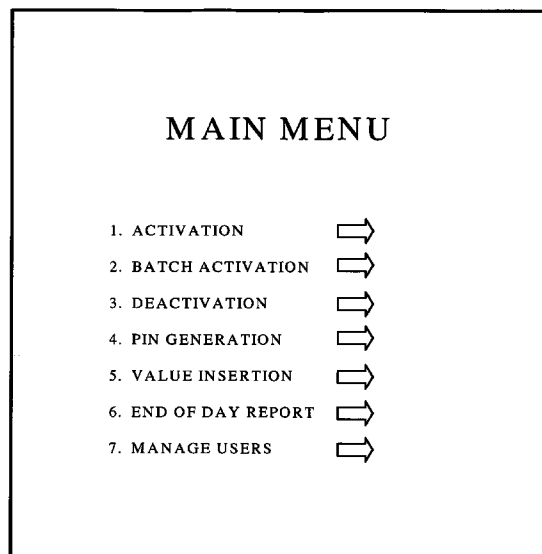 MAIN MENU
1. ACTIVATION
2. BATCH ACTIVATION
3. DEACTIVATION
4. PIN GENERATION
5. VALUE INSERTION
6. END OF DAY REPORT
7. MANAGE USERS